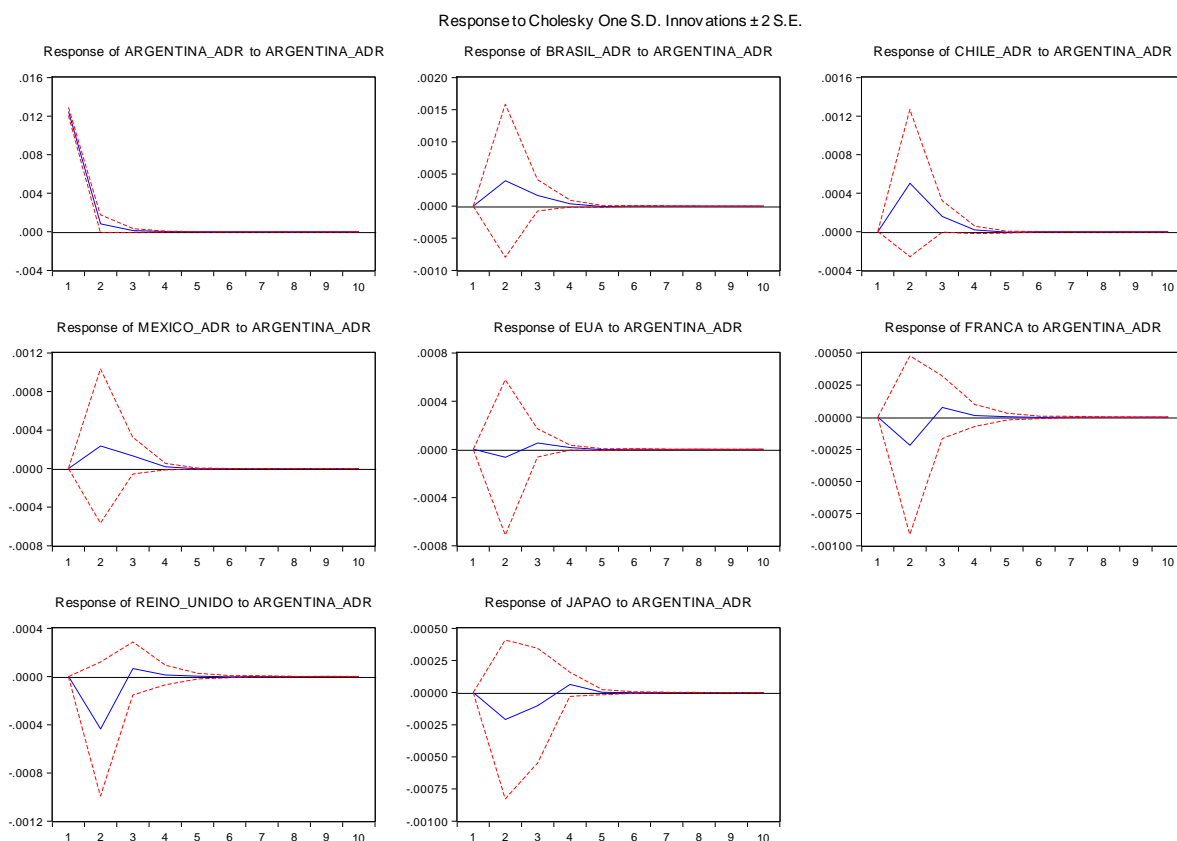 Response to Cholesky One S.D. Innovations ± 2 S.E.
Response of ARGENTINA_ADR to ARGENTINA_ADR
.016
.012
.008
.004
.000
-.004
1 2 3 4 5 6 7 8 9 10
Response of BRASIL_ADR to ARGENTINA_ADR
.0020
.0015
.0010
.0005
.0000
-.0005
-.0010
1 2 3 4 5 6 7 8 9 10
Response of CHILE_ADR to ARGENTINA_ADR
.0016
.0012
.0008
.0004
.0000
-.0004
1 2 3 4 5 6 7 8 9 10
Response of MEXICO_ADR to ARGENTINA_ADR
.0012
.0008
.0004
.0000
-.0004
-.0008
1 2 3 4 5 6 7 8 9 10
Response of EUA to ARGENTINA_ADR
.0008
.0004
.0000
-.0004
-.0008
1 2 3 4 5 6 7 8 9 10
Response of FRANCA to ARGENTINA_ADR
.00050
.00025
.00000
-.00025
-.00050
-.00075
-.00100
1 2 3 4 5 6 7 8 9 10
Response of REINO_UNIDO to ARGENTINA_ADR
.0004
.0000
-.0004
-.0008
-.0012
1 2 3 4 5 6 7 8 9 10
Response of JAPAO to ARGENTINA_ADR
.00050
.00025
.00000
-.00025
-.00050
-.00075
-.00100
1 2 3 4 5 6 7 8 9 10